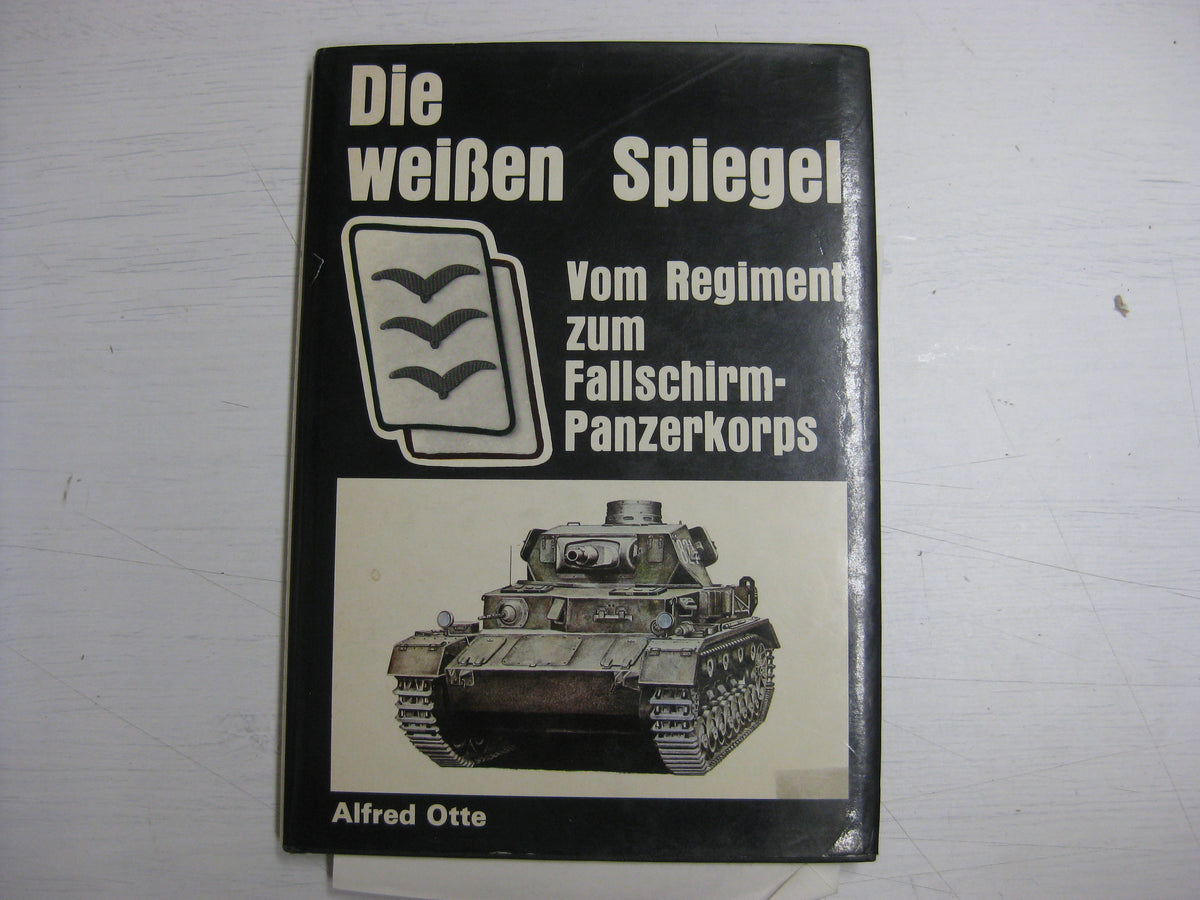 Die
weißen Spiegel
Vom Regiment
zum
Fallschirm-
Panzerkorps
Alfred Otte